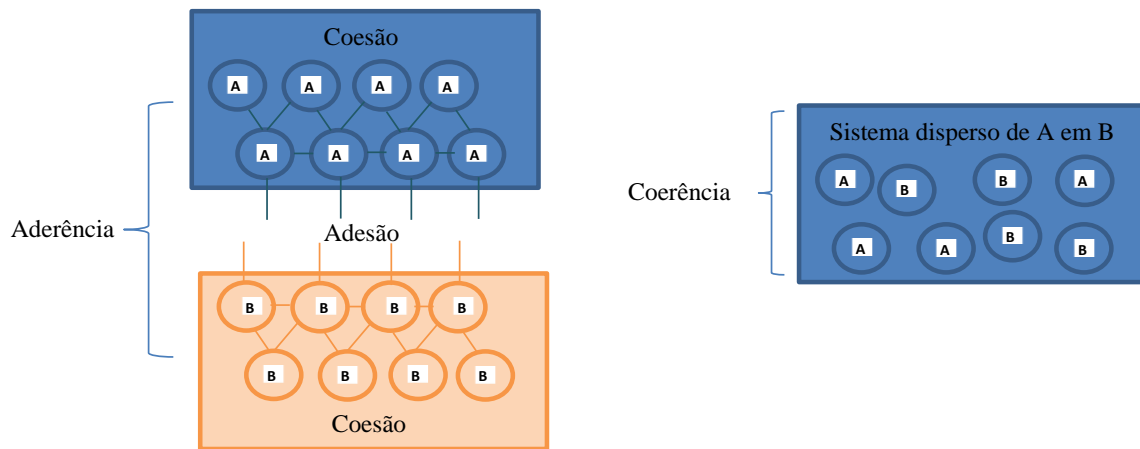 Coesão
A A A A
A A A A
Aderência
Adesão
B B B B
B B B B
Coesão
Sistema disperso de A em B
A B B A
Coerência
A A B B